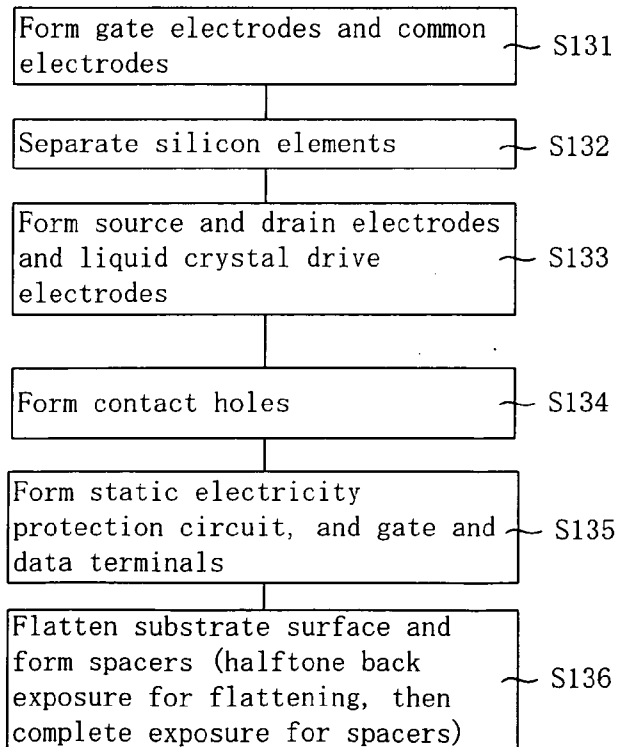 Form gate electrodes and common
electrodes
S131
Separate silicon elements
S132
Form source and drain electrodes
and liquid crystal drive
electrodes
S133
Form contact holes
S134
Form static electricity
protection circuit, and gate and
data terminals
S135
Flatten substrate surface and
form spacers (halftone back
exposure for flattening, then
complete exposure for spacers)
S136